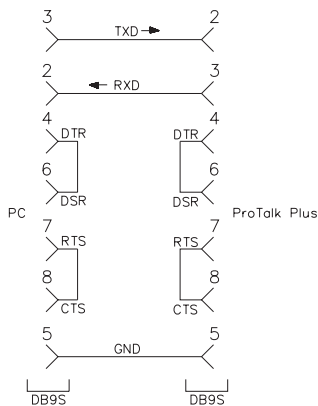 3 2
TXD
2 3
RXD
4 4
DTR DTR
6 6
DSR DSR
PC ProTalk Plus
7 7
RTS RTS
8 8
CTS CTS
5 5
GND
DB9S DB9S